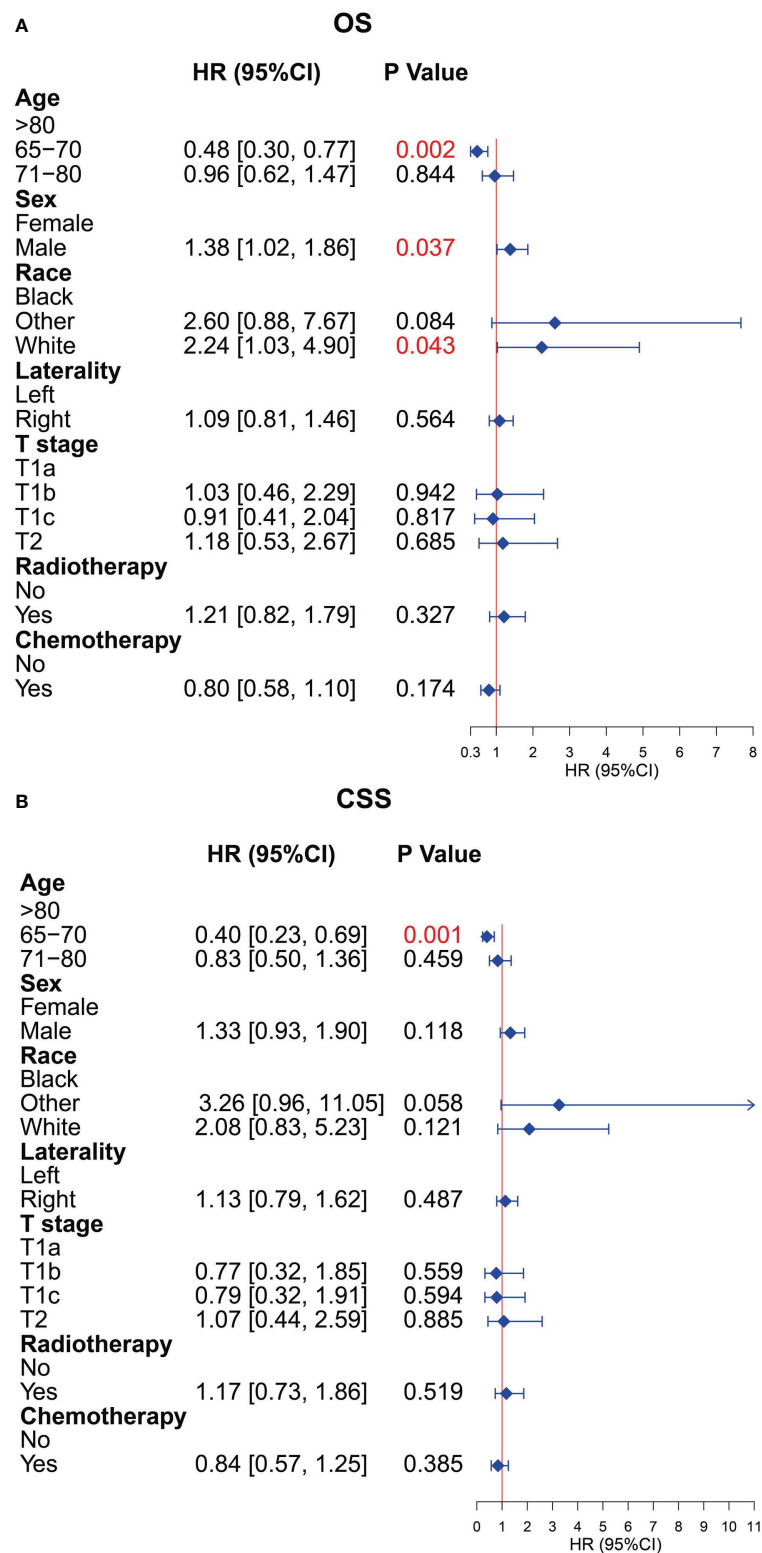 A
OS
HR (95%CI) P Value
Age
>80
65−70 0.48 [0.30, 0.77] 0.002
71−80 0.96 [0.62, 1.47] 0.844
Sex
Female
Male 1.38 [1.02, 1.86] 0.037
Race
Black
Other 2.60 [0.88, 7.67] 0.084
White 2.24 [1.03, 4.90] 0.043
Laterality
Left
Right 1.09 [0.81, 1.46] 0.564
T stage
T1a
T1b 1.03 [0.46, 2.29] 0.942
T1c 0.91 [0.41, 2.04] 0.817
T2 1.18 [0.53, 2.67] 0.685
Radiotherapy
No
Yes 1.21 [0.82, 1.79] 0.327
Chemotherapy
No
Yes 0.80 [0.58, 1.10] 0.174
0.3 1 2 3 4 5 6 7 8
HR (95%CI)
B
CSS
HR (95%CI) P Value
Age
>80
65−70 0.40 [0.23, 0.69] 0.001
71−80 0.83 [0.50, 1.36] 0.459
Sex
Female
Male 1.33 [0.93, 1.90] 0.118
Race
Black
Other 3.26 [0.96, 11.05] 0.058
White 2.08 [0.83, 5.23] 0.121
Laterality
Left
Right 1.13 [0.79, 1.62] 0.487
T stage
T1a
T1b 0.77 [0.32, 1.85] 0.559
T1c 0.79 [0.32, 1.91] 0.594
T2 1.07 [0.44, 2.59] 0.885
Radiotherapy
No
Yes 1.17 [0.73, 1.86] 0.519
Chemotherapy
No
Yes 0.84 [0.57, 1.25] 0.385
0 1 2 3 4 5 6 7 8 9 10 11
HR (95%CI)